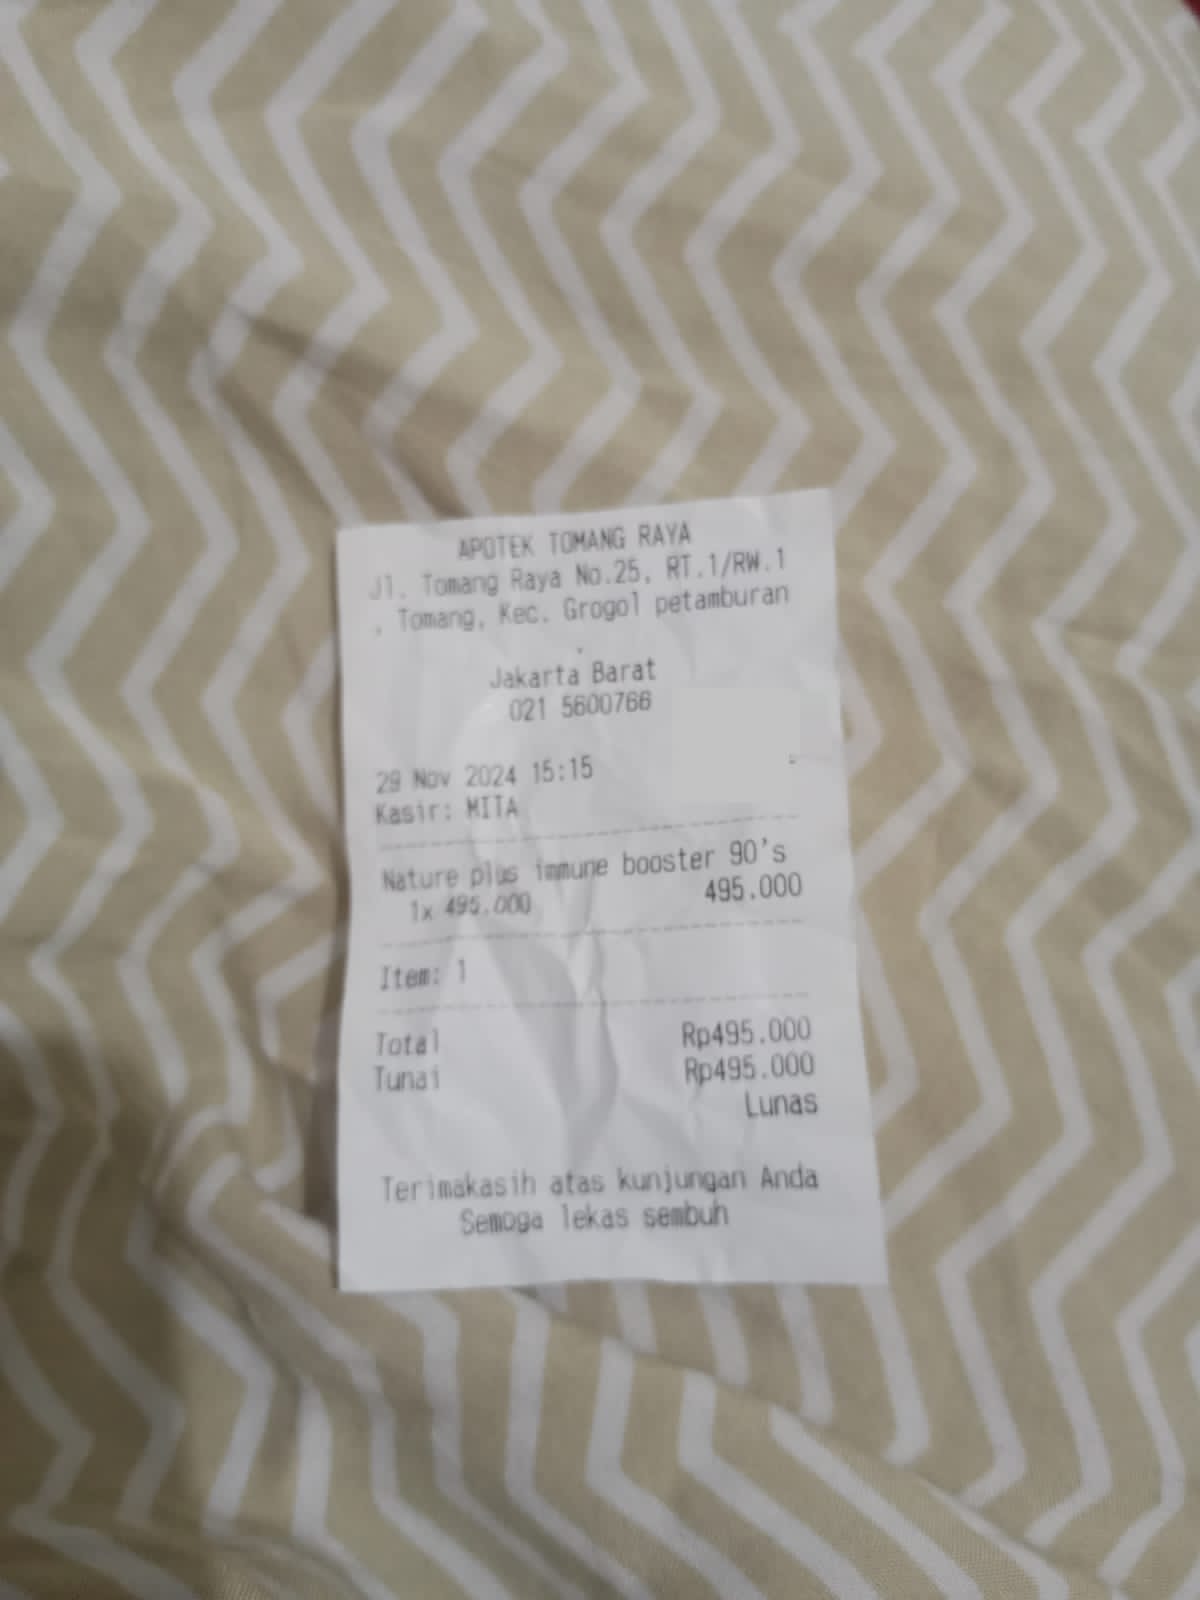 APOTEK TOMANG RAYA
Jl. Tomang Raya No.25, RT.1/RW.1
, Tomang, Kec. Grogol petamburan
,
Jakarta Barat
021 5600766
29 Nov 2024 15:15
Kasir: MITA
Nature plus immune booster 90's
1x 495.000 495.000
Item: 1
Total Rp495.000
Tunai Rp495.000
Lunas
Terimakasih atas kunjungan Anda
Semoga lekas sembuh